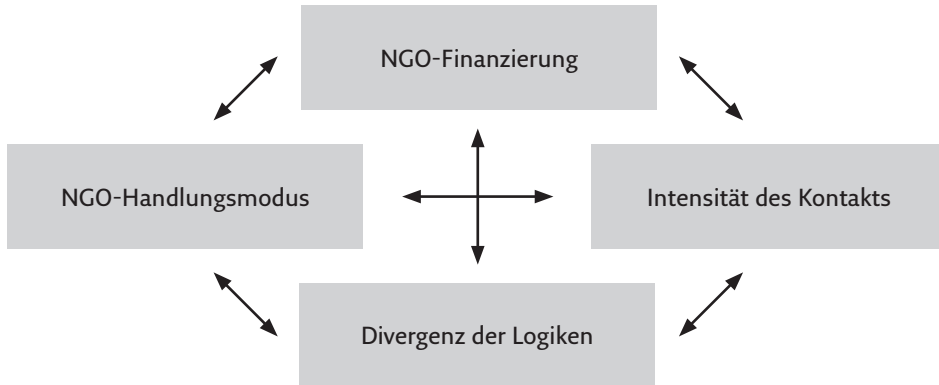 NGO-Finanzierung
NGO-Handlungsmodus
Intensität des Kontakts
Divergenz der Logiken